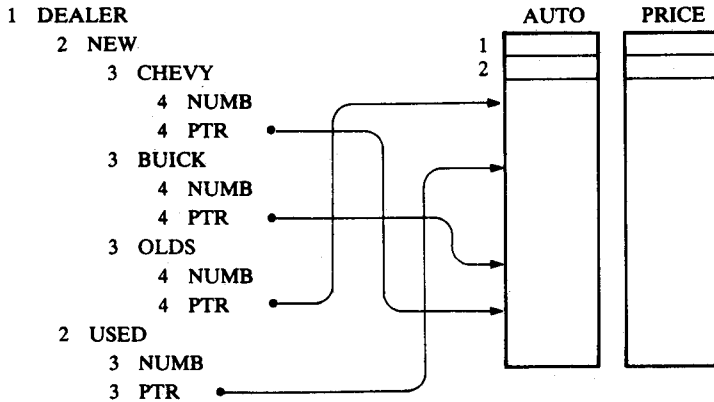 1 DEALER
2 NEW
3 CHEVY
4 NUMB
4 PTR
3 BUICK
4 NUMB
4 PTR
3 OLDS
4 NUMB
4 PTR
2 USED
3 NUMB
3 PTR
AUTO PRICE
1
2